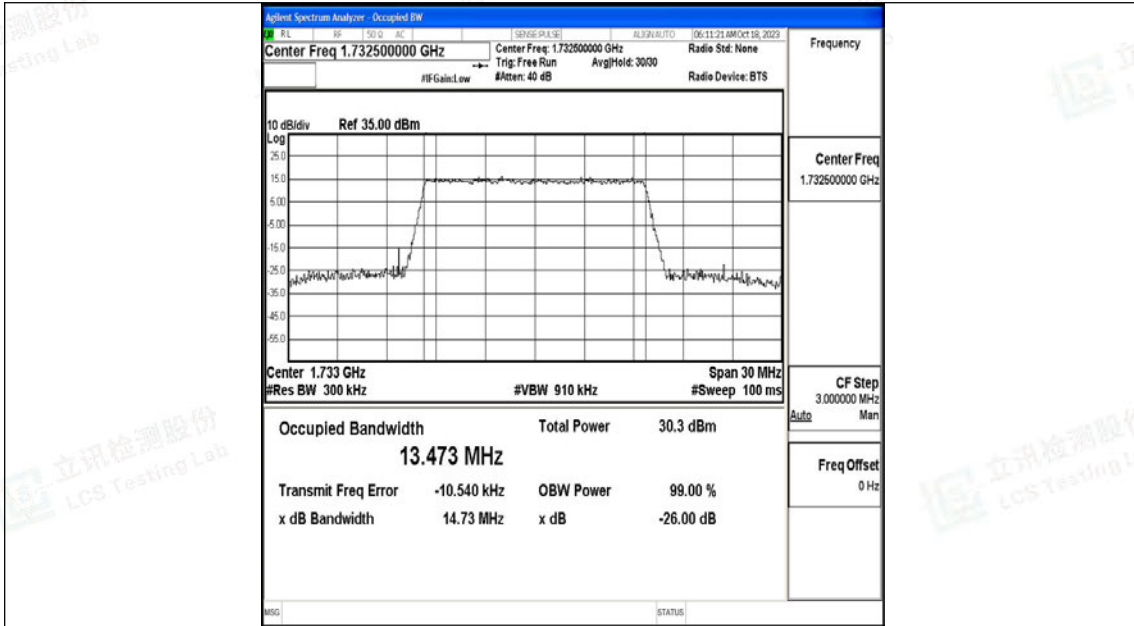 Agilent Spectrum Analyzer - Occupied BW
RL RF 50 Ω AC SENSE:PULSE ALIGNAUTO 06:11:21 AM Oct 18, 2023
Center Freq 1.732500000 GHz
Center Freq: 1.732500000 GHz
Radio Std: None
Trig: Free Run Avg|Hold: 30/30
#IFGain:Low
#Atten: 40 dB
Radio Device: BTS
Frequency
10 dB/div Ref 35.00 dBm
Log
25.0
15.0
5.00
-5.00
-15.0
-25.0
-35.0
-45.0
-55.0
Center 1.733 GHz Span 30 MHz
#Res BW 300 kHz #VBW 910 kHz #Sweep 100 ms
Occupied Bandwidth Total Power 30.3 dBm
13.473 MHz
Transmit Freq Error -10.540 kHz OBW Power 99.00 %
x dB Bandwidth 14.73 MHz x dB -26.00 dB
Center Freq
1.732500000 GHz
CF Step
3.000000 MHz
Auto Man
Freq Offset
0 Hz
MSG STATUS
立讯检测股份
LCS Testing Lab
立讯检测股份
LCS Testing L
测股份
sting Lab
立